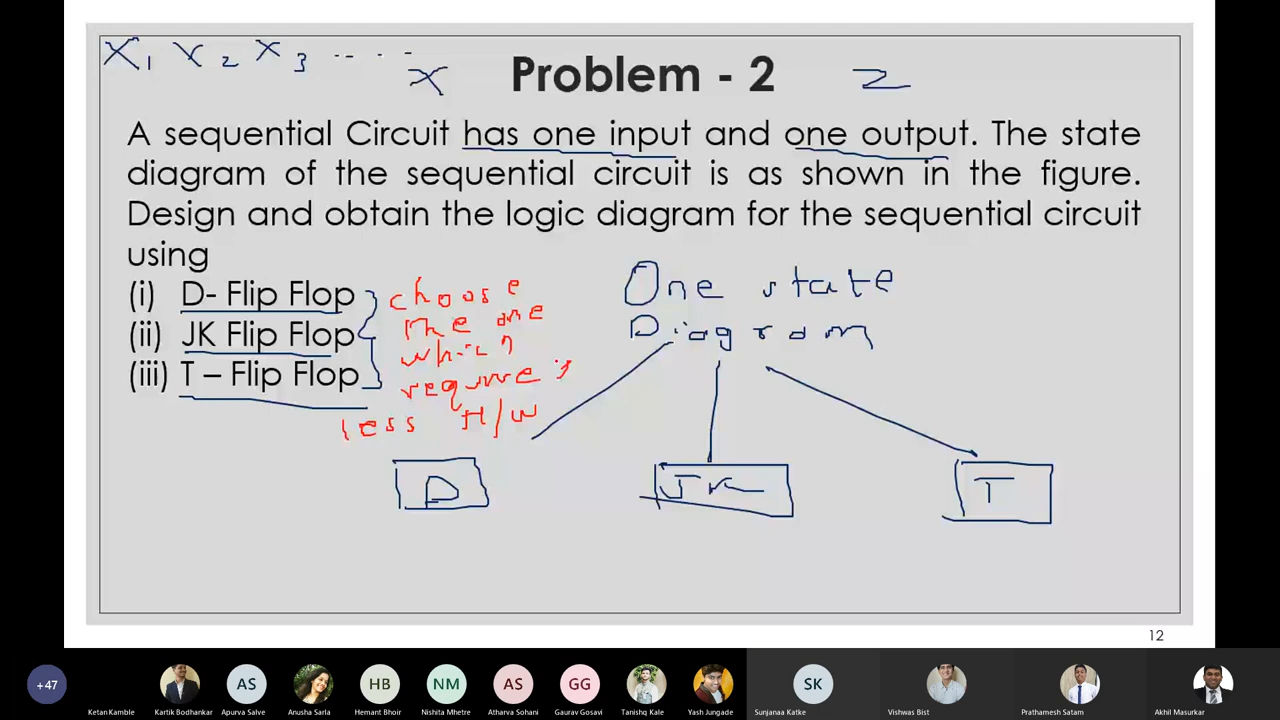 X1 X2 X3 -- - -
X
Problem - 2
Z
A sequential Circuit has one input and one output. The state
diagram of the sequential circuit is as shown in the figure.
Design and obtain the logic diagram for the sequential circuit
using
(i) D- Flip Flop
(ii) JK Flip Flop
(iii) T – Flip Flop
choose
the one
which
requires
less H/W
One state
Diagram
D
JK
T
12
+47
AS
HB
NM
AS
GG
SK
Ketan Kamble
Kartik Bodhankar
Apurva Salve
Anusha Sarla
Hemant Bhoir
Nishita Mhetre
Atharva Sohani
Gaurav Gosavi
Tanishq Kale
Yash Jungade
Sunjanaa Katke
Vishwas Bist
Prathamesh Satam
Akhil Masurkar